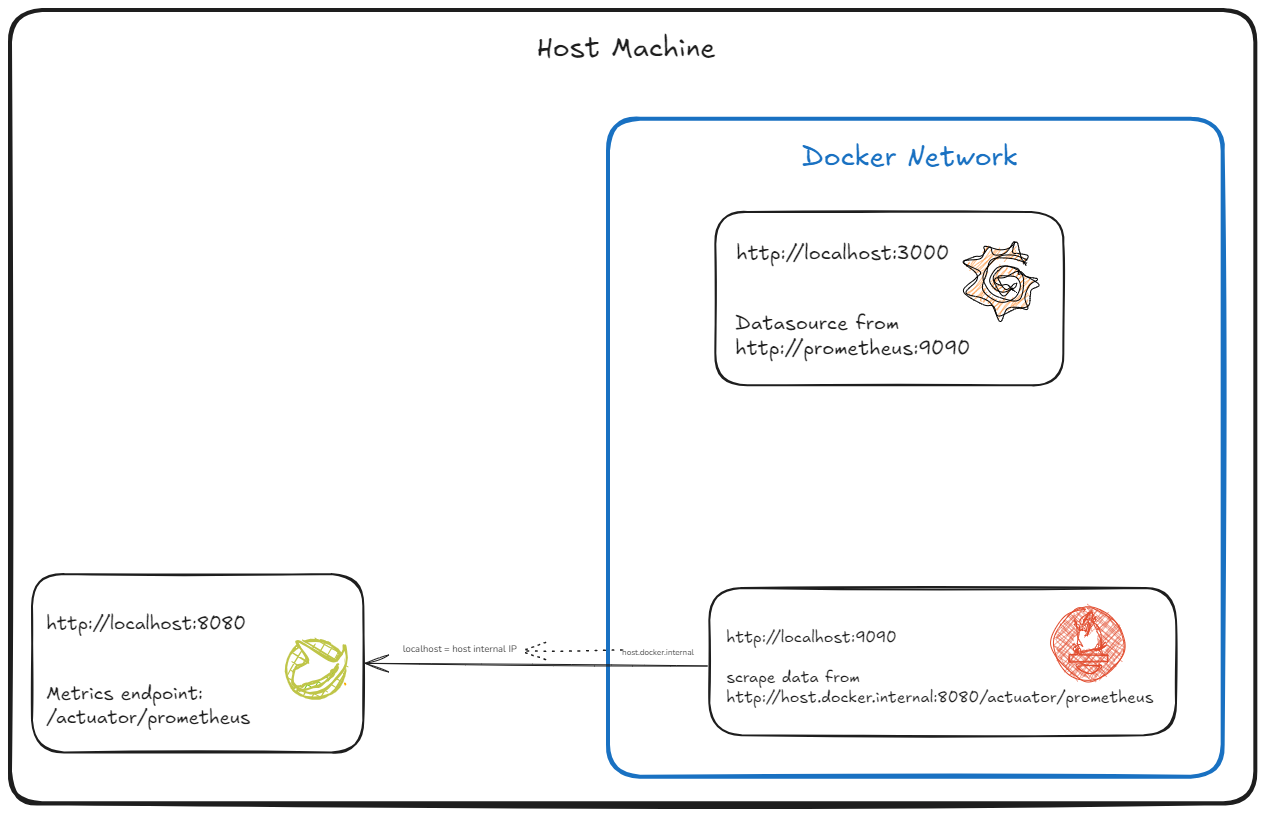 Host Machine
Docker Network
http://localhost:3000
Datasource from
http://prometheus:9090
http://localhost:8080
Metrics endpoint:
/actuator/prometheus
localhost = host internal IP
host.docker.internal
http://localhost:9090
scrape data from
http://host.docker.internal:8080/actuator/prometheus